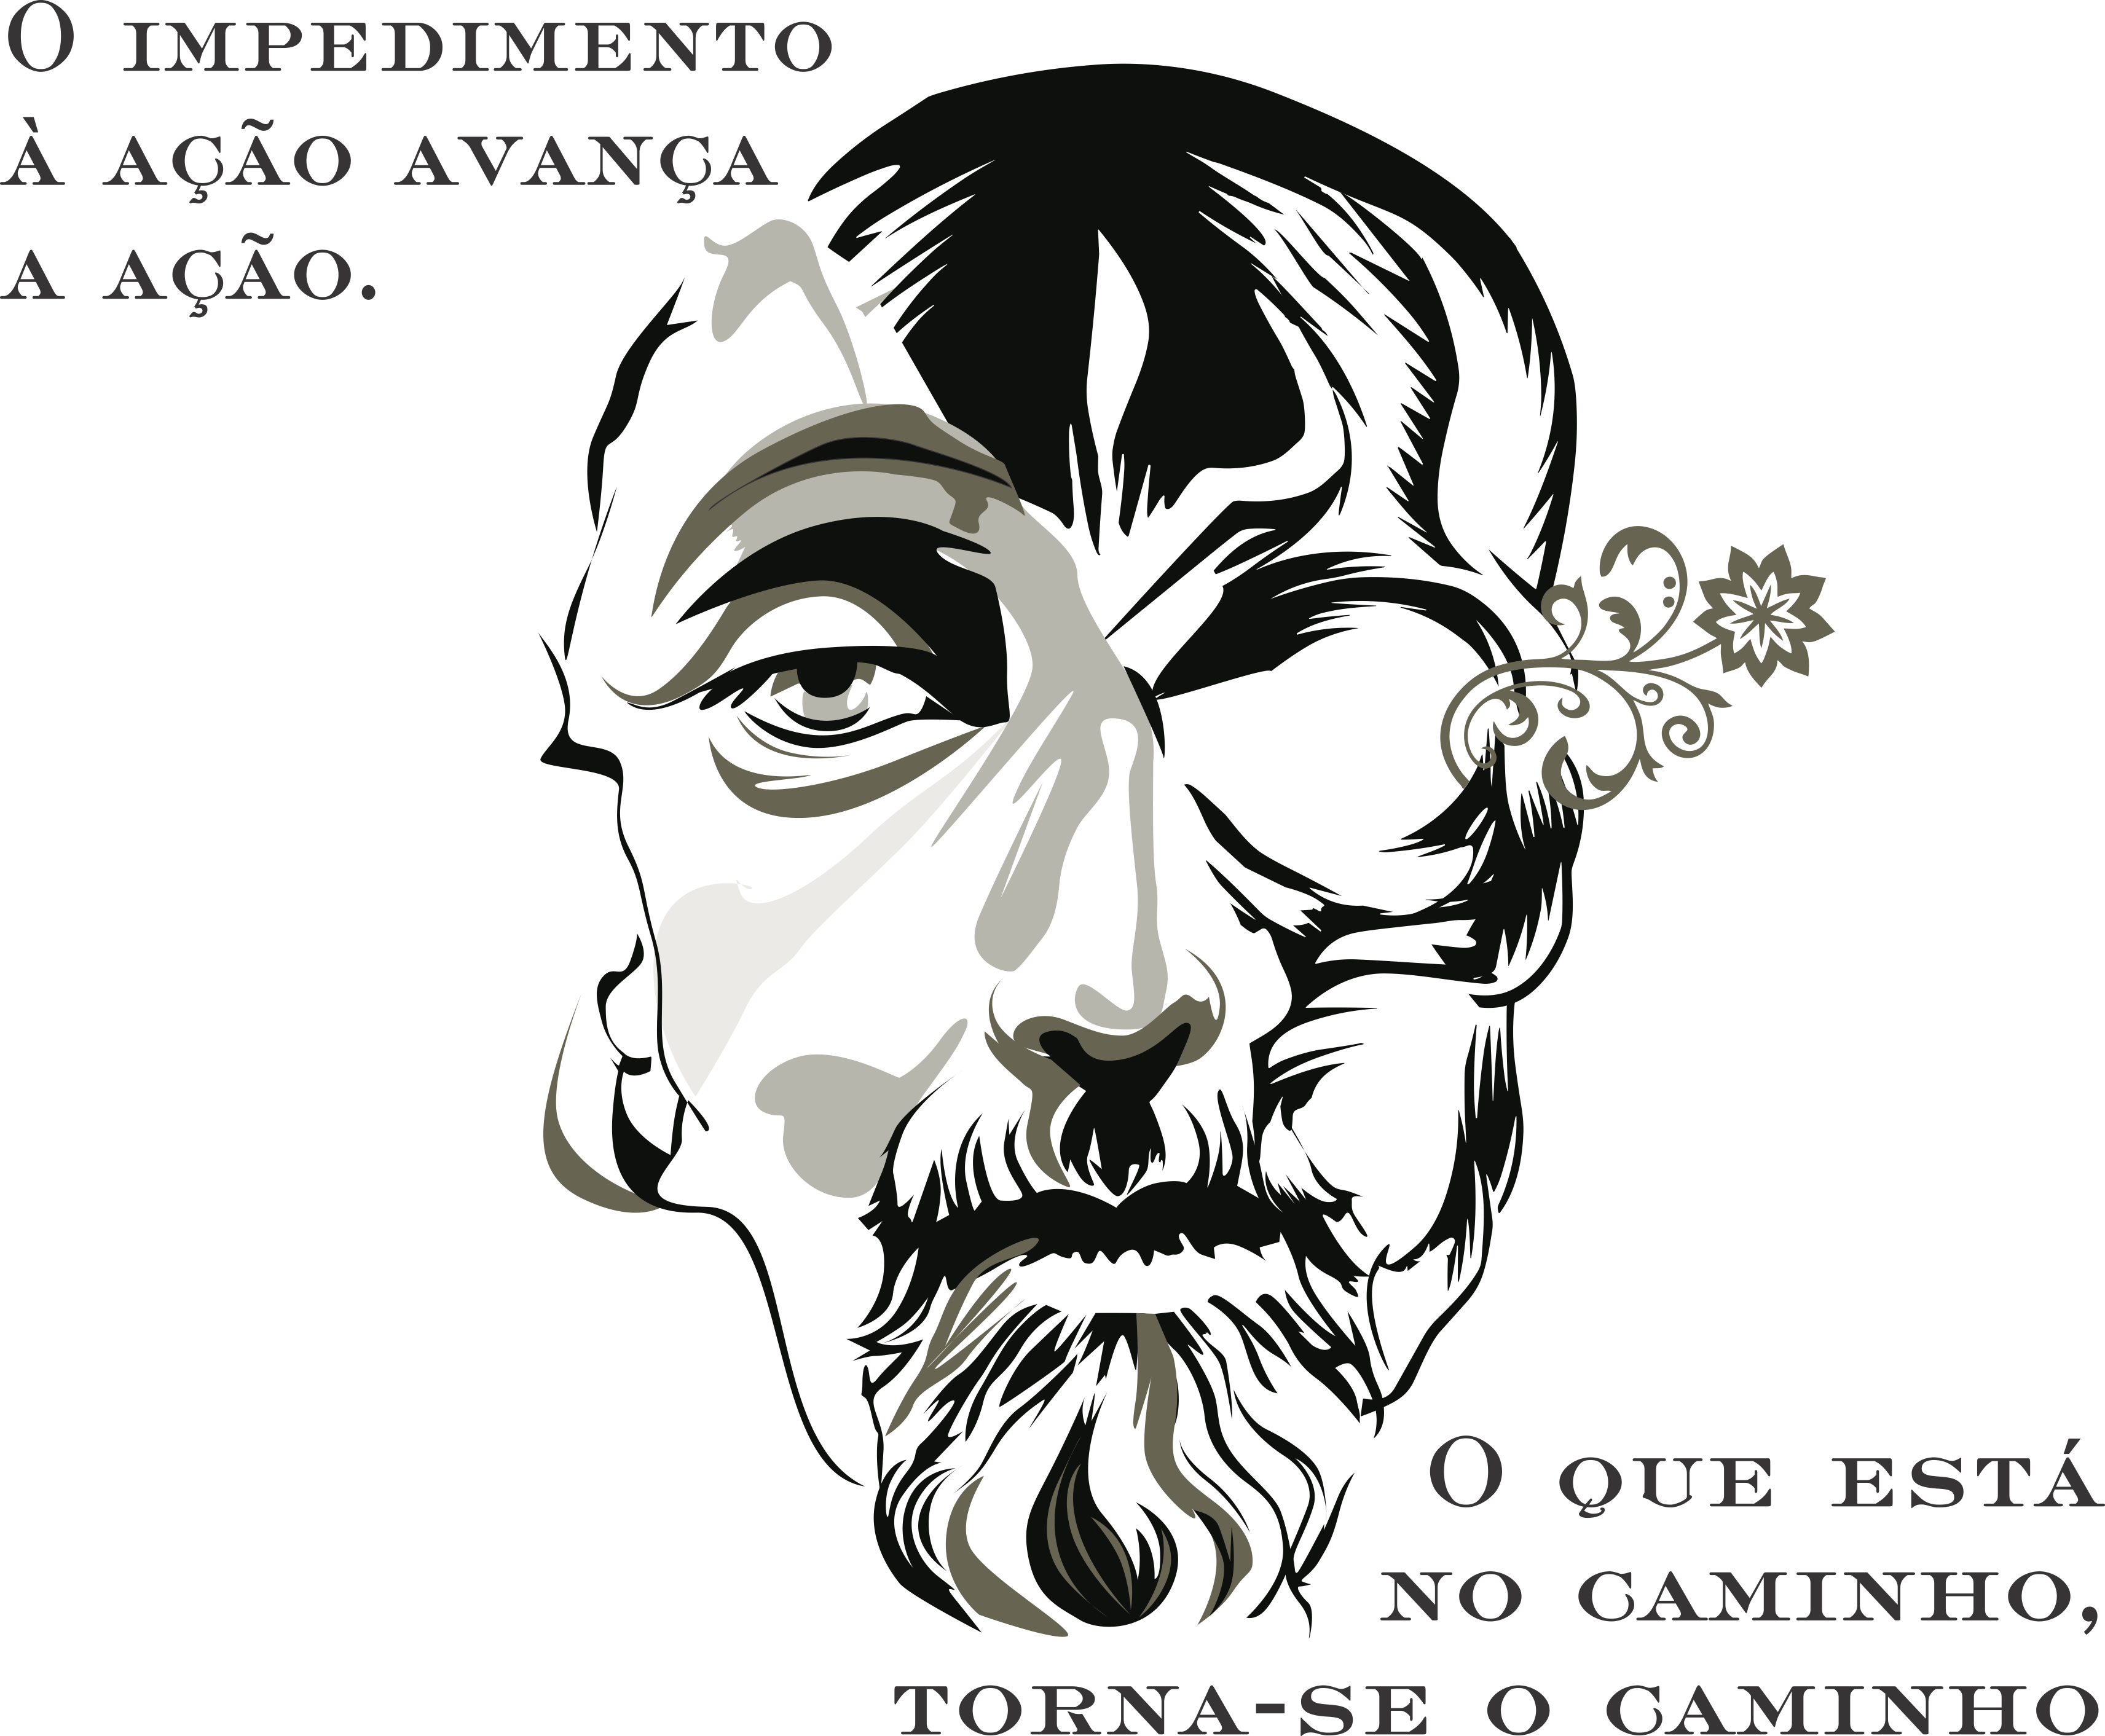 O IMPEDIMENTO
À AÇÃO AVANÇA
A AÇÃO.
O QUE ESTÁ
NO CAMINHO,
TORNA-SE O CAMINHO